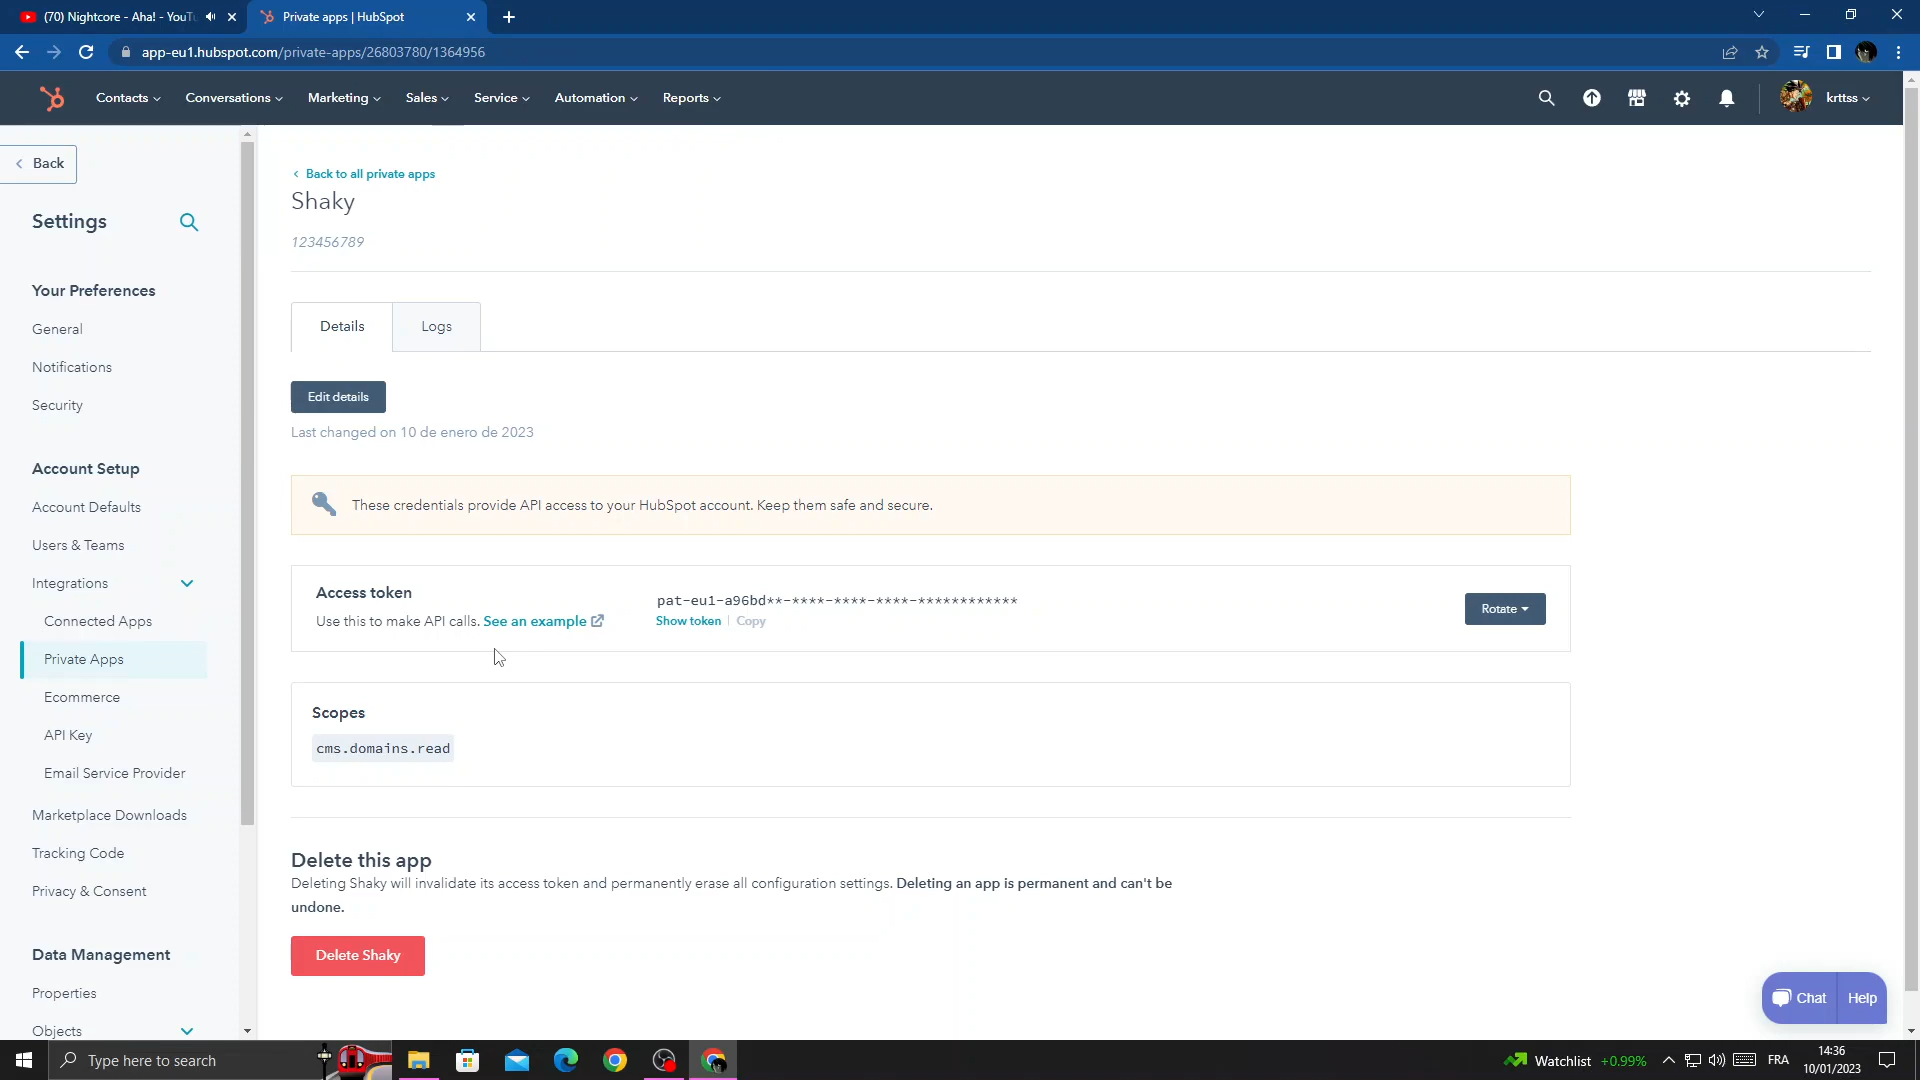 (70) Nightcore - Aha! - YouTu
Private apps | HubSpot
app-eu1.hubspot.com/private-apps/26803780/1364956
Contacts
Conversations
Marketing
Sales
Service
Automation
Reports
krttss
Back
Settings
Your Preferences
General
Notifications
Security
Account Setup
Account Defaults
Users & Teams
Integrations
Connected Apps
Private Apps
Ecommerce
API Key
Email Service Provider
Marketplace Downloads
Tracking Code
Privacy & Consent
Data Management
Properties
Objects
Back to all private apps
Shaky
123456789
Details
Logs
Edit details
Last changed on 10 de enero de 2023
These credentials provide API access to your HubSpot account. Keep them safe and secure.
Access token
Use this to make API calls. See an example
pat-eu1-a96bd**-****-****-****-************
Show token | Copy
Rotate
Scopes
cms.domains.read
Delete this app
Deleting Shaky will invalidate its access token and permanently erase all configuration settings. Deleting an app is permanent and can't be
undone.
Delete Shaky
Chat
Help
Type here to search
Watchlist +0.99%
FRA
14:36
10/01/2023